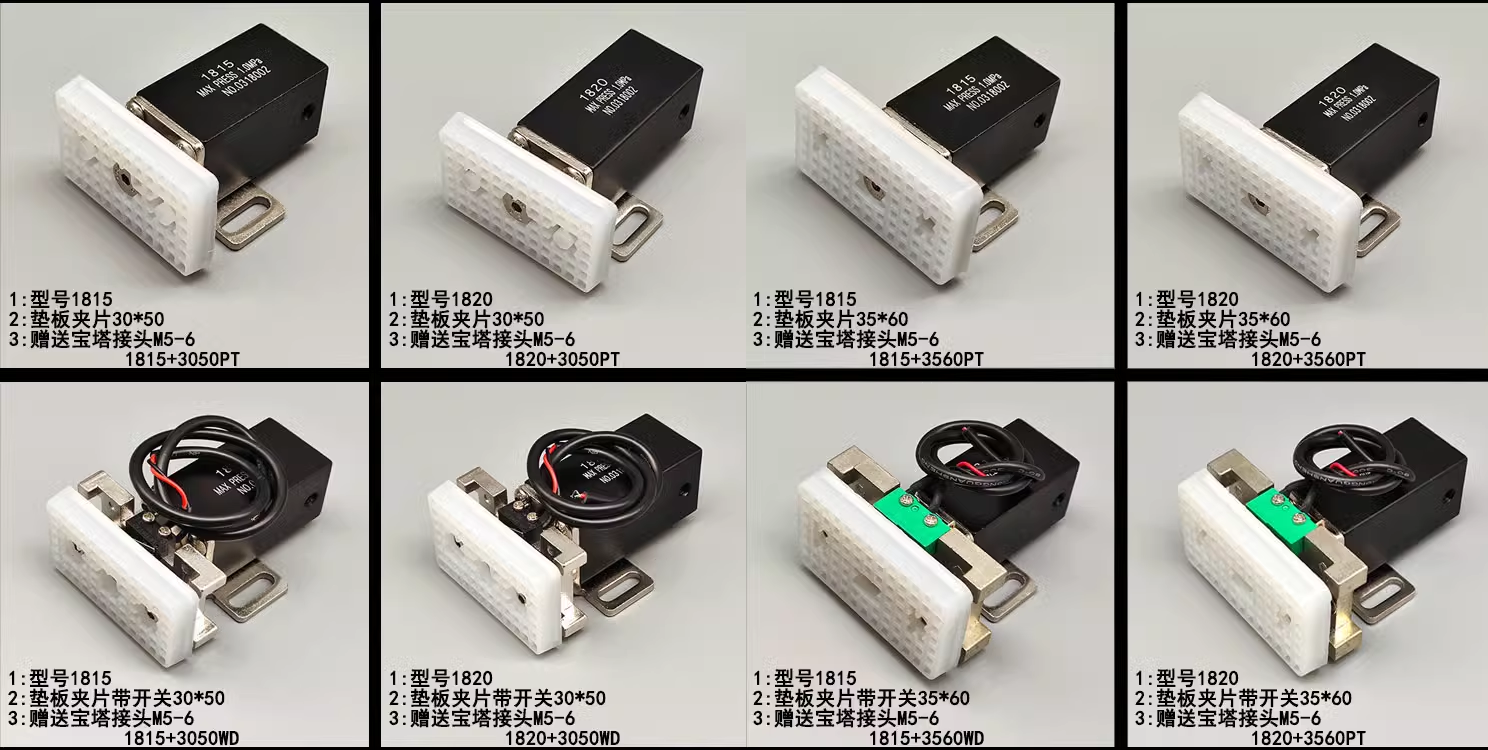 1815
MAX PRESS 1.0MPa
NO.0318002
1:型号1815
2:垫板夹片30*50
3:赠送宝塔接头M5-6
1815+3050PT
1820
MAX PRESS 1.0MPa
NO.0318002
1:型号1820
2:垫板夹片30*50
3:赠送宝塔接头M5-6
1820+3050PT
1815
MAX PRESS 1.0MPa
NO.0318002
1:型号1815
2:垫板夹片35*60
3:赠送宝塔接头M5-6
1815+3560PT
1820
MAX PRESS 1.0MPa
NO.0318002
1:型号1820
2:垫板夹片35*60
3:赠送宝塔接头M5-6
1820+3560PT
MAX PRESS
NO.0
1:型号1815
2:垫板夹片带开关30*50
3:赠送宝塔接头M5-6
1815+3050WD
MAX PRES
NO.03
1:型号1820
2:垫板夹片带开关30*50
3:赠送宝塔接头M5-6
1820+3050WD
1:型号1815
2:垫板夹片带开关35*60
3:赠送宝塔接头M5-6
1815+3560WD
1:型号1820
2:垫板夹片带开关35*60
3:赠送宝塔接头M5-6
1820+3560PT